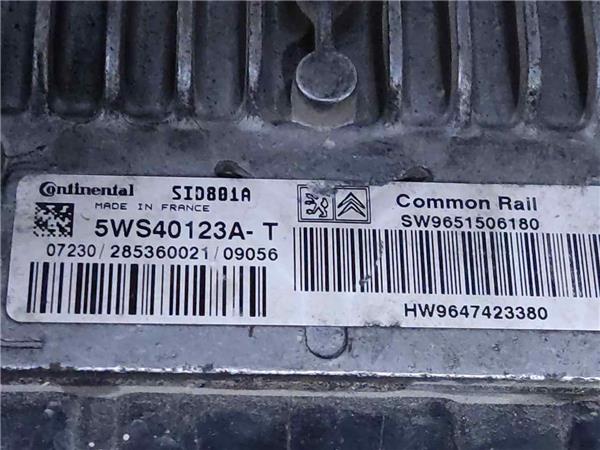 Continental SID801A
MADE IN FRANCE
5WS40123A-T
07230/285360021/09056
Common Rail
SW9651506180
HW9647423380